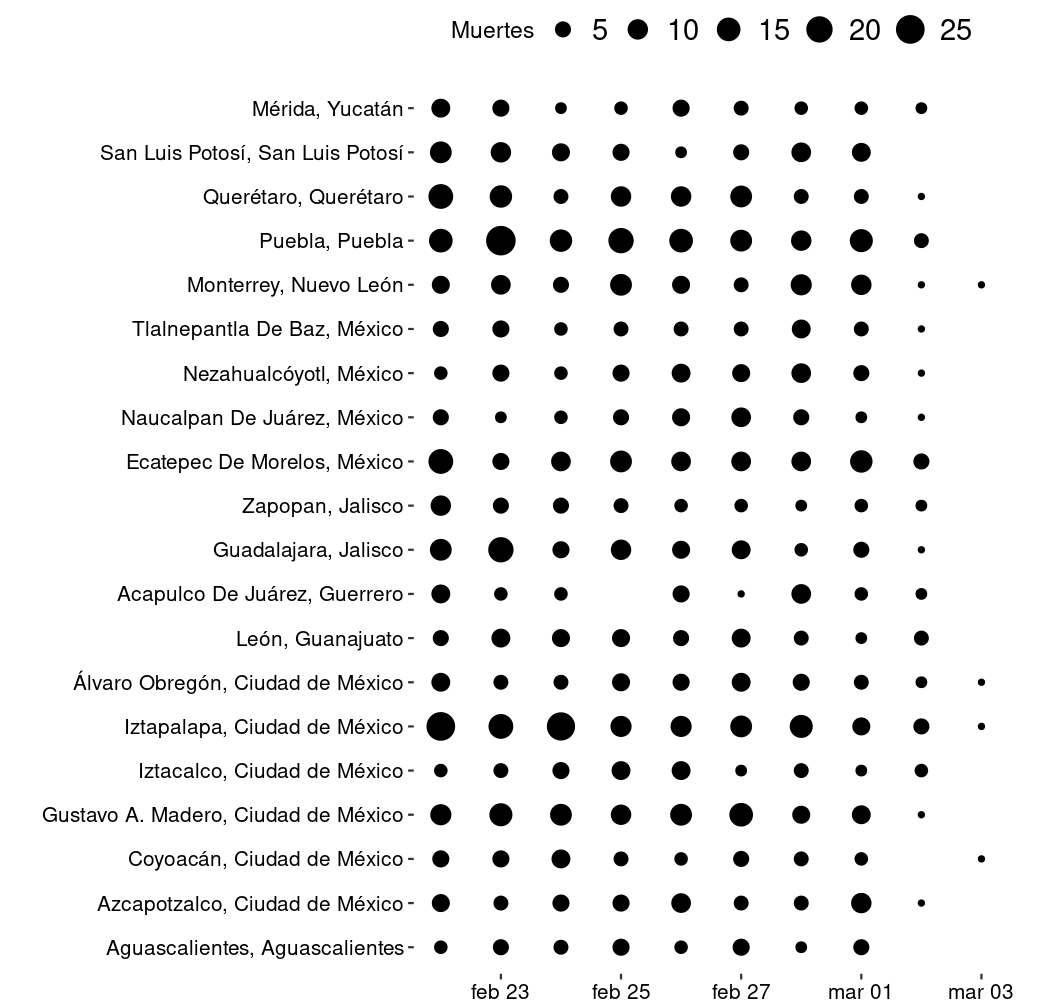 Muertes 5 10 15 20 25
Mérida, Yucatán
San Luis Potosí, San Luis Potosí
Querétaro, Querétaro
Puebla, Puebla
Monterrey, Nuevo León
Tlalnepantla De Baz, México
Nezahualcóyotl, México
Naucalpan De Juárez, México
Ecatepec De Morelos, México
Zapopan, Jalisco
Guadalajara, Jalisco
Acapulco De Juárez, Guerrero
León, Guanajuato
Álvaro Obregón, Ciudad de México
Iztapalapa, Ciudad de México
Iztacalco, Ciudad de México
Gustavo A. Madero, Ciudad de México
Coyoacán, Ciudad de México
Azcapotzalco, Ciudad de México
Aguascalientes, Aguascalientes
feb 23 feb 25 feb 27 mar 01 mar 03